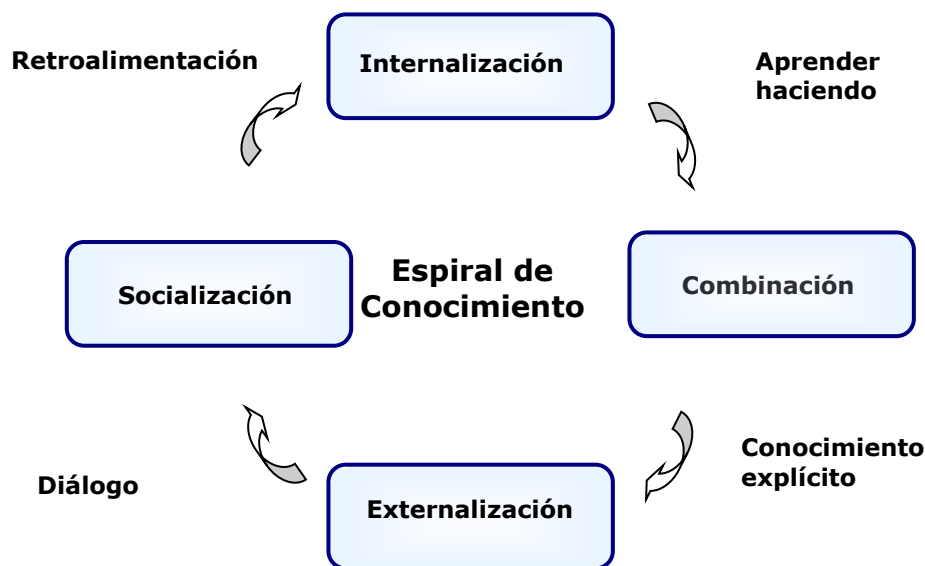 Retroalimentación
Internalización
Aprender
haciendo
Socialización
Espiral de
Conocimiento
Combinación
Diálogo
Externalización
Conocimiento
explícito